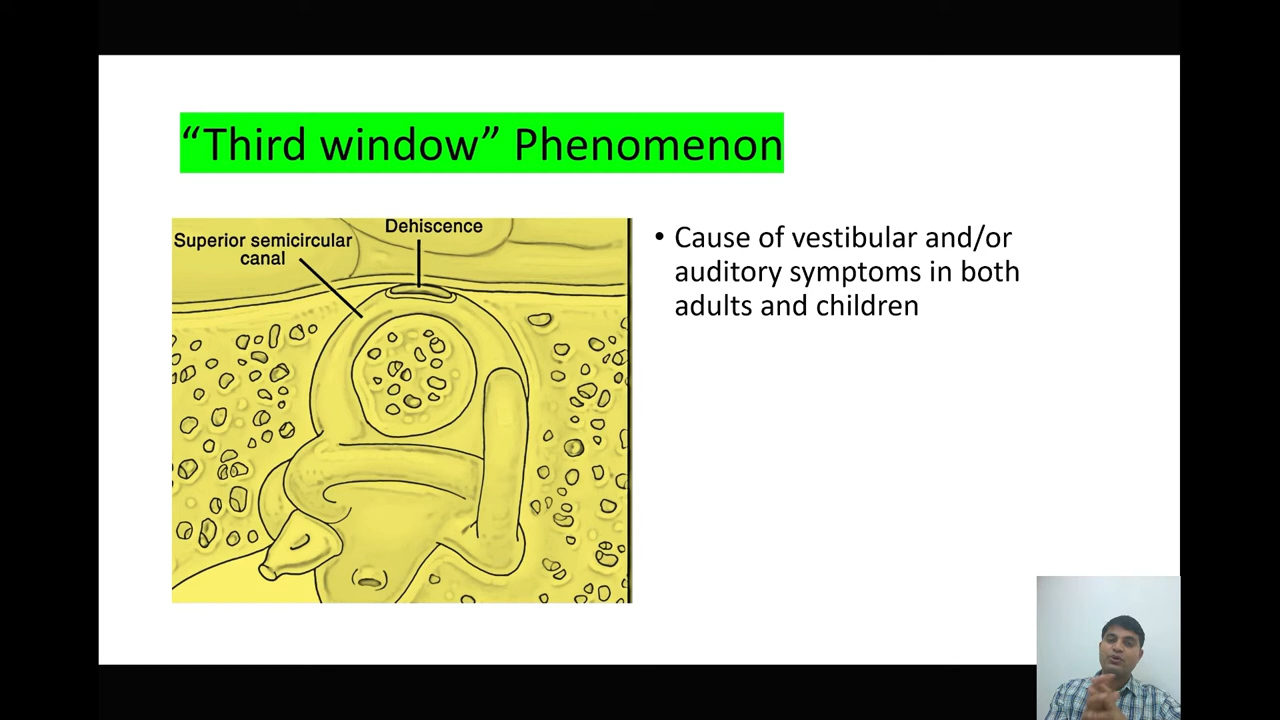 “Third window” Phenomenon
Dehiscence
Superior semicircular
canal
• Cause of vestibular and/or
auditory symptoms in both
adults and children